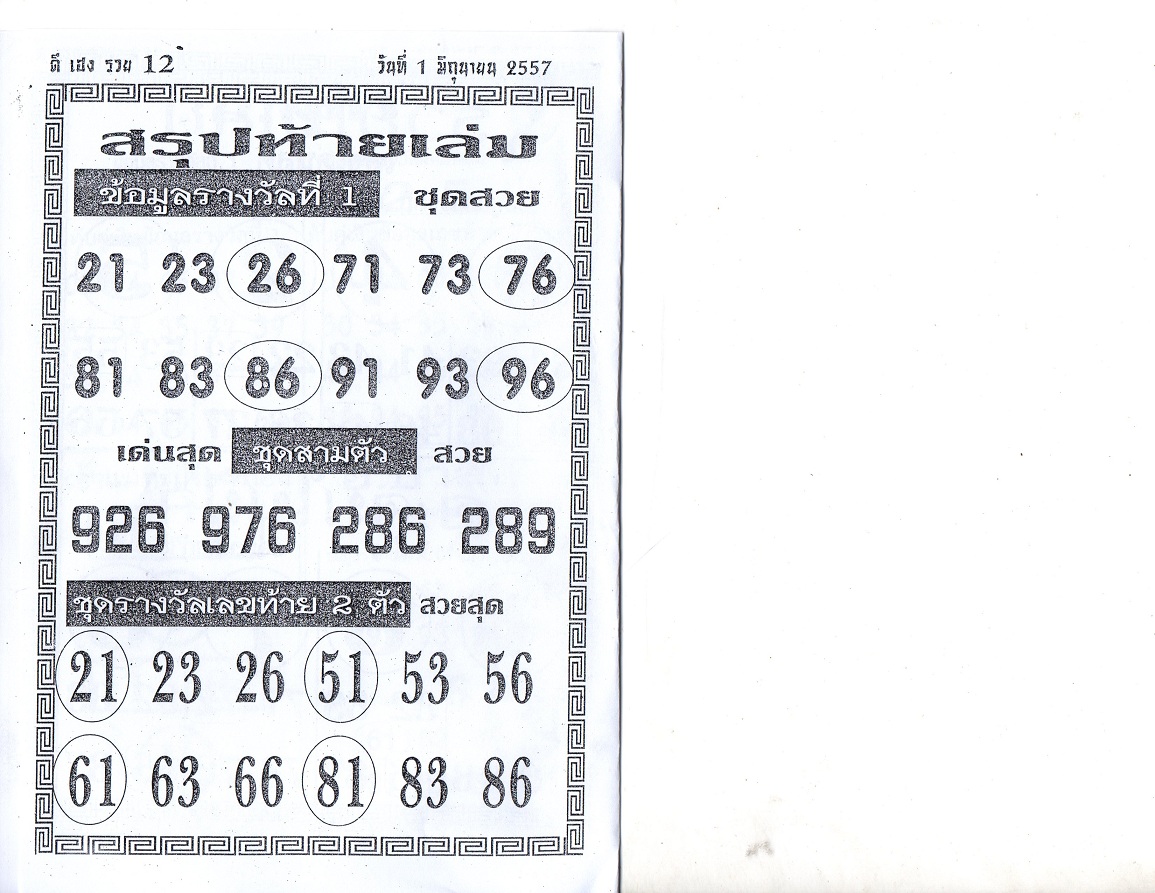 ดี เฮง รวย 12 วันที่ 1 มิถุนายน 2557
สรุปท้ายเล่ม
ข้อมูลรางวัลที่ 1 ชุดสวย
21 23 26 71 73 76
81 83 86 91 93 96
เด่นสุด ชุดสามตัว สวย
926 976 286 289
ชุดรางวัลเลขท้าย 2 ตัว สวยสุด
21 23 26 51 53 56
61 63 66 81 83 86